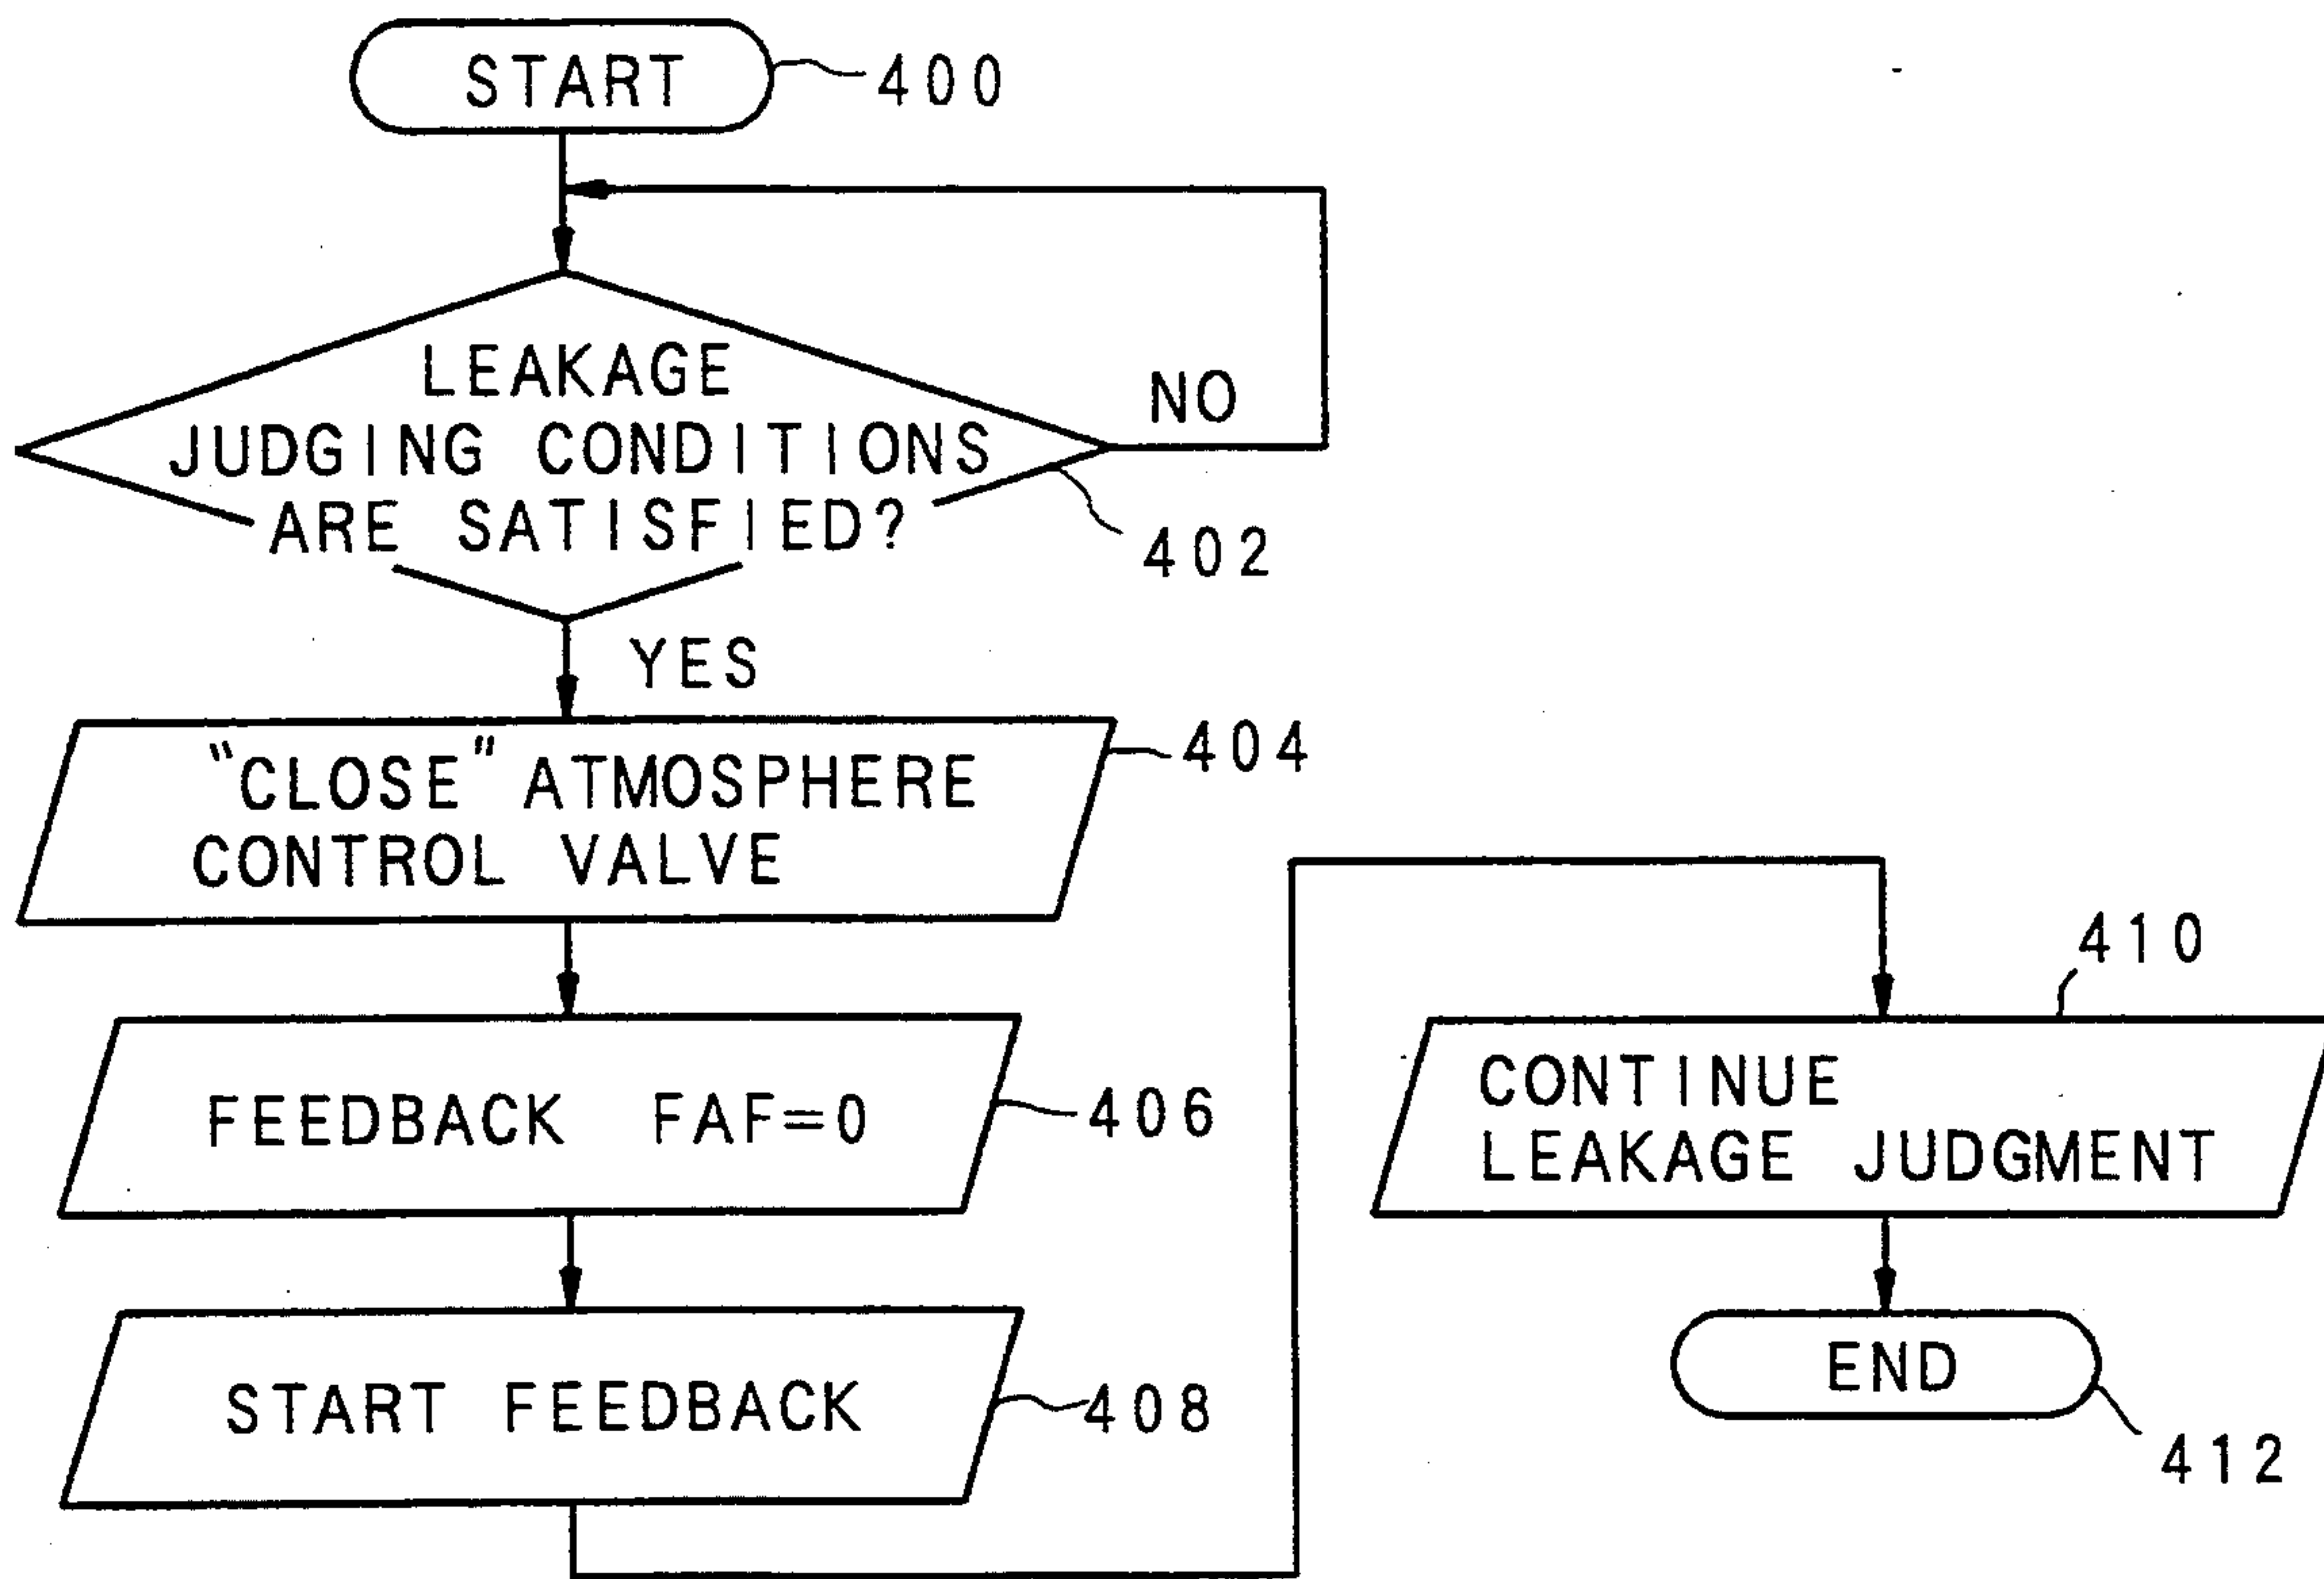 START
400
LEAKAGE
JUDGING CONDITIONS
ARE SATISFIED?
NO
402
YES
"CLOSE" ATMOSPHERE
CONTROL VALVE
404
FEEDBACK FAF=0
406
START FEEDBACK
408
410
CONTINUE
LEAKAGE JUDGMENT
END
412